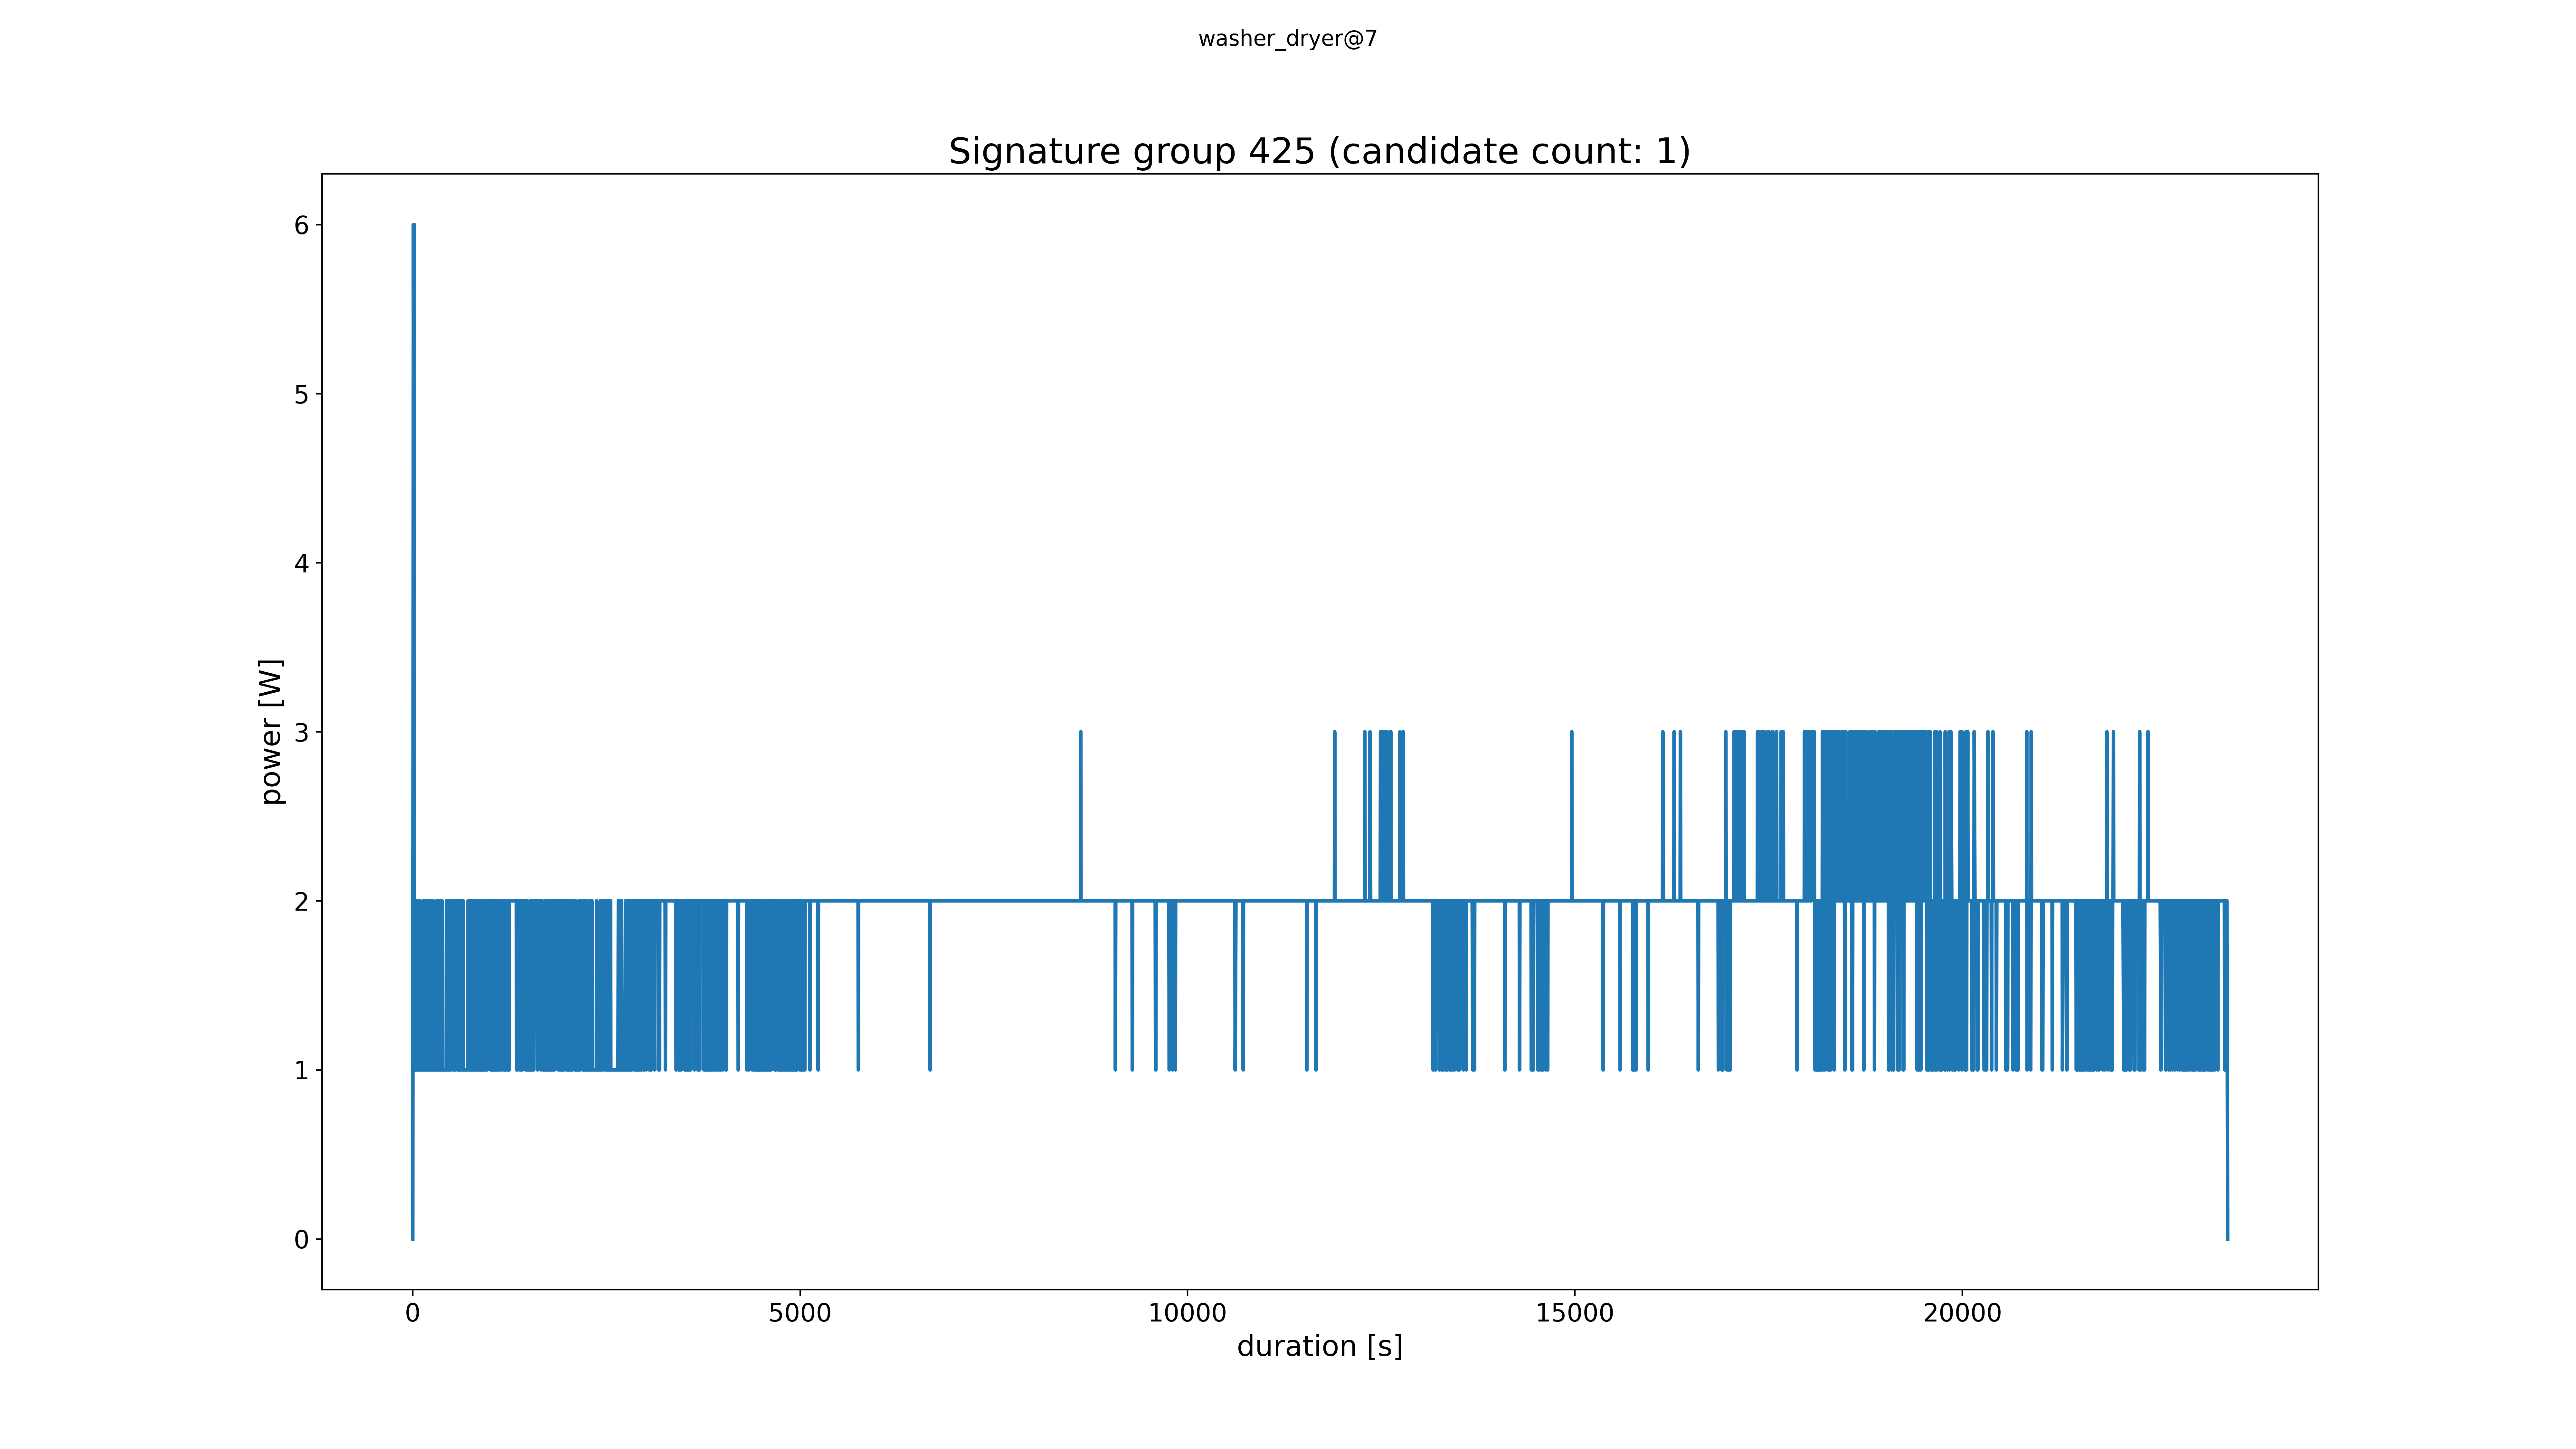 washer_dryer@7
Signature group 425 (candidate count: 1)
6
5
4
3
2
1
0
power [W]
0 5000 10000 15000 20000
duration [s]